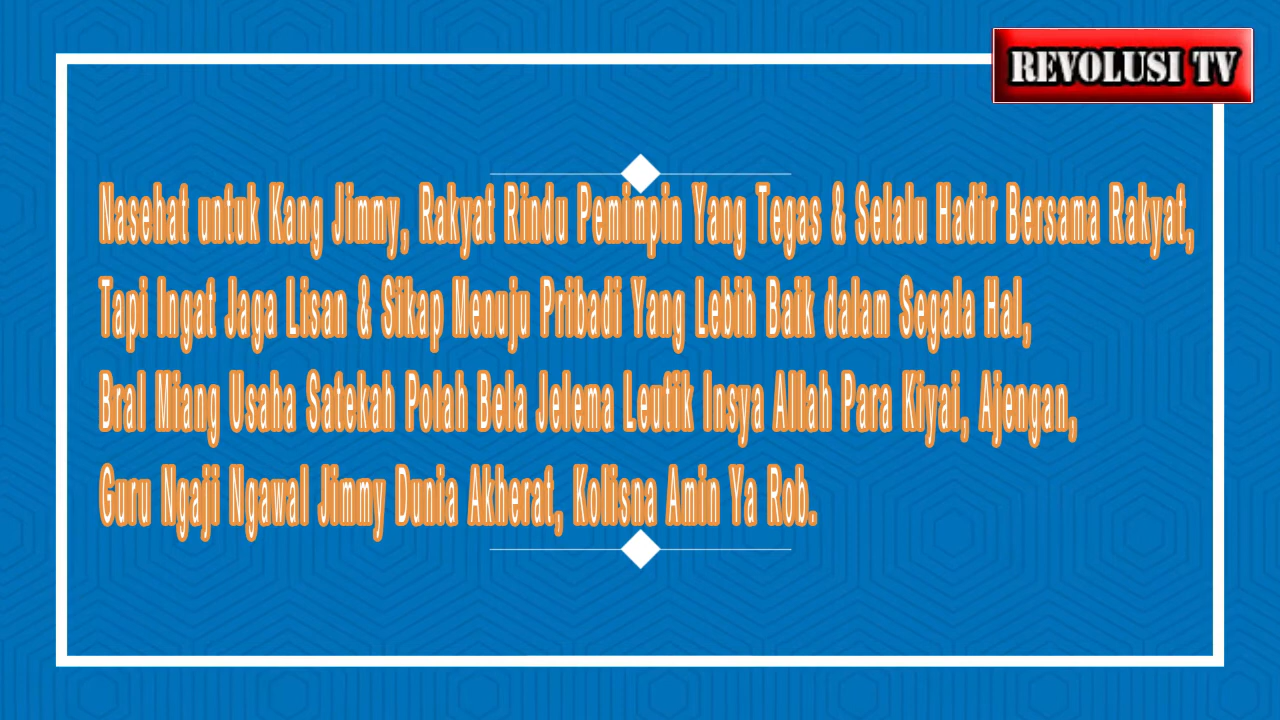 REVOLUSI TV
Nasehat untuk Kang Jimmy, Rakyat Rindu Pemimpin Yang Tegas & Selalu Hadir Bersama Rakyat,
Tapi Ingat Jaga Lisan & Sikap Menuju Pribadi Yang Lebih Baik dalam Segala Hal,
Bral Miang Usaha Satekah Polah Bela Jelema Leutik Insya Allah Para Kiyai, Ajengan,
Guru Ngaji Ngawal Jimmy Dunia Akherat, Kolisna Amin Ya Rob.